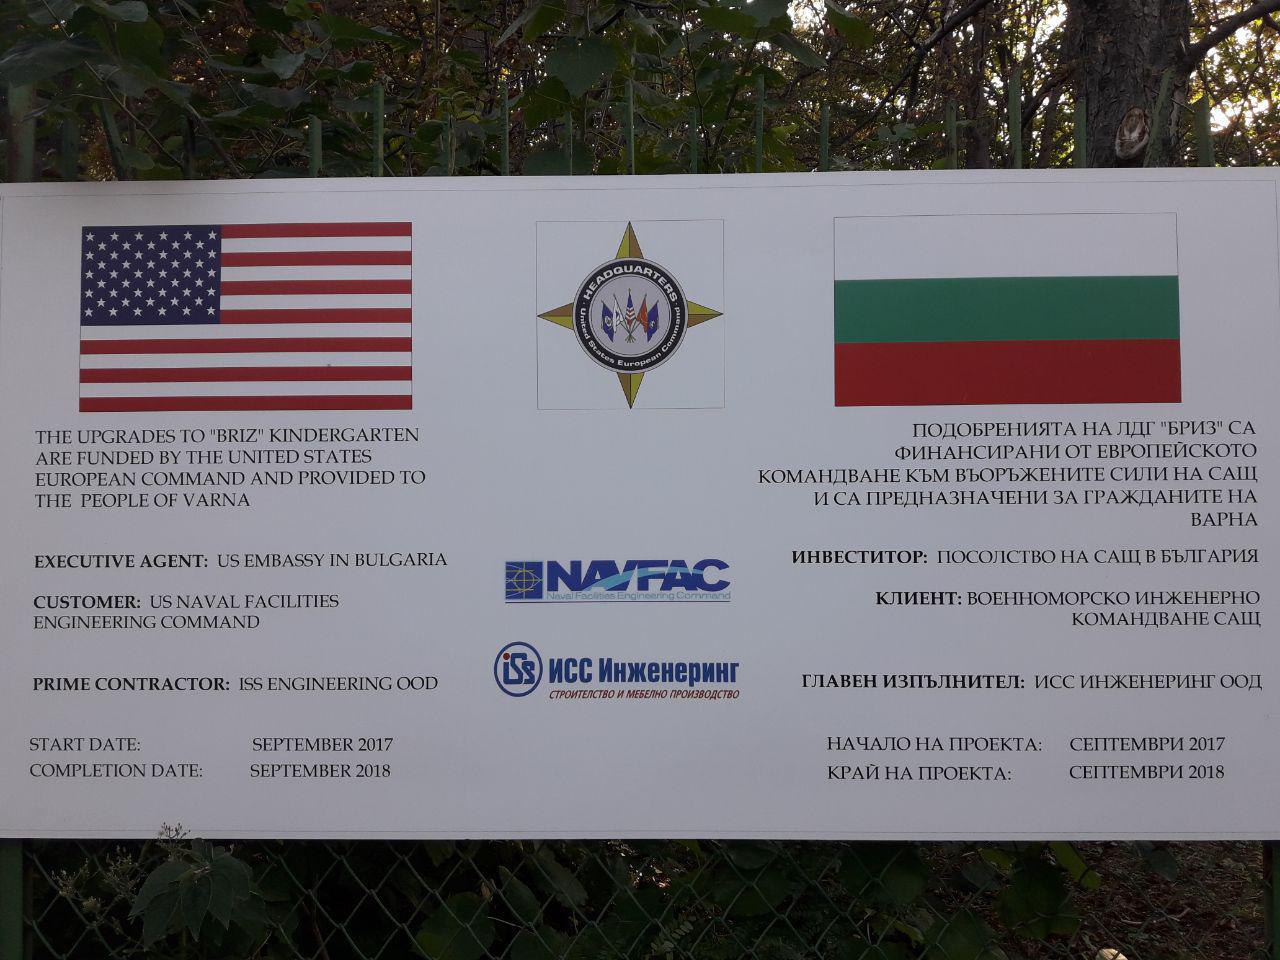 HEADQUARTERS
United States European Command
THE UPGRADES TO "BRIZ" KINDERGARTEN
ARE FUNDED BY THE UNITED STATES
EUROPEAN COMMAND AND PROVIDED TO
THE PEOPLE OF VARNA
EXECUTIVE AGENT: US EMBASSY IN BULGARIA
CUSTOMER: US NAVAL FACILITIES
ENGINEERING COMMAND
PRIME CONTRACTOR: ISS ENGINEERING OOD
START DATE: SEPTEMBER 2017
COMPLETION DATE: SEPTEMBER 2018
NAVFAC
Naval Facilities Engineering Command
iSS ИСС Инженеринг
СТРОИТЕЛСТВО И МЕБЕЛНО ПРОИЗВОДСТВО
ПОДОБРЕНИЯТА НА ЛДГ "БРИЗ" СА
ФИНАНСИРАНИ ОТ ЕВРОПЕЙСКОТО
КОМАНДВАНЕ КЪМ ВЪОРЪЖЕНИТЕ СИЛИ НА САЩ
И СА ПРЕДНАЗНАЧЕНИ ЗА ГРАЖДАНИТЕ НА
ВАРНА
ИНВЕСТИТОР: ПОСОЛСТВО НА САЩ В БЪЛГАРИЯ
КЛИЕНТ: ВОЕННОМОРСКО ИНЖЕНЕРНО
КОМАНДВАНЕ САЩ
ГЛАВЕН ИЗПЪЛНИТЕЛ: ИСС ИНЖЕНЕРИНГ ООД
НАЧАЛО НА ПРОЕКТА: СЕПТЕМВРИ 2017
КРАЙ НА ПРОЕКТА: СЕПТЕМВРИ 2018